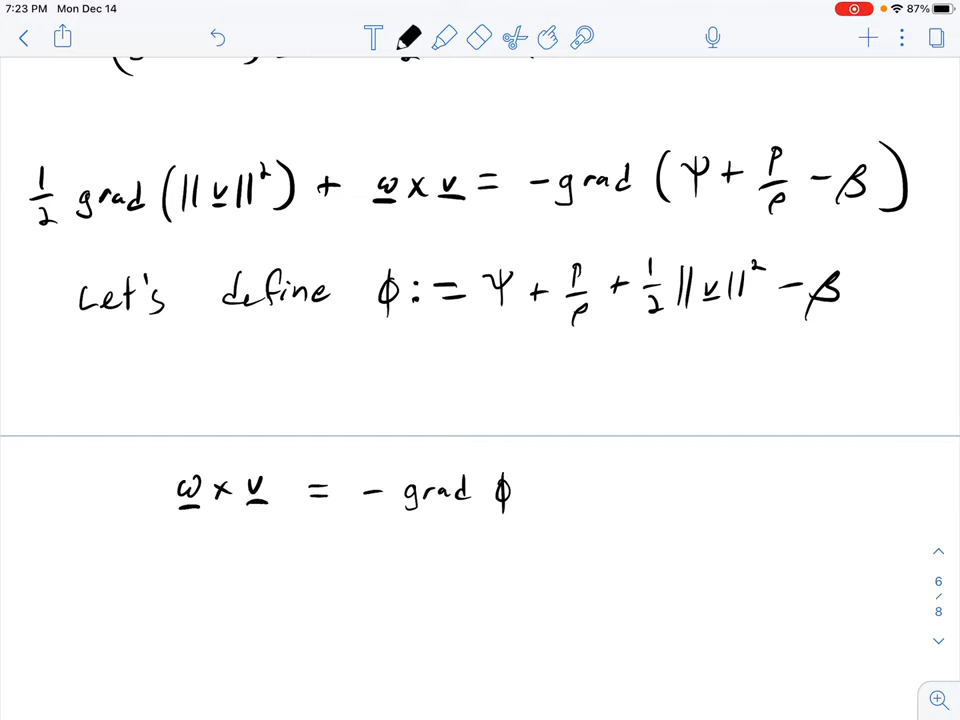 7:23 PM Mon Dec 14
87%
1/2 grad (||v||²) + ω × v = -grad (Ψ + P/ρ - β)
Let's define ϕ := Ψ + P/ρ + 1/2 ||v||² - β
ω × v = - grad ϕ
6
/
8